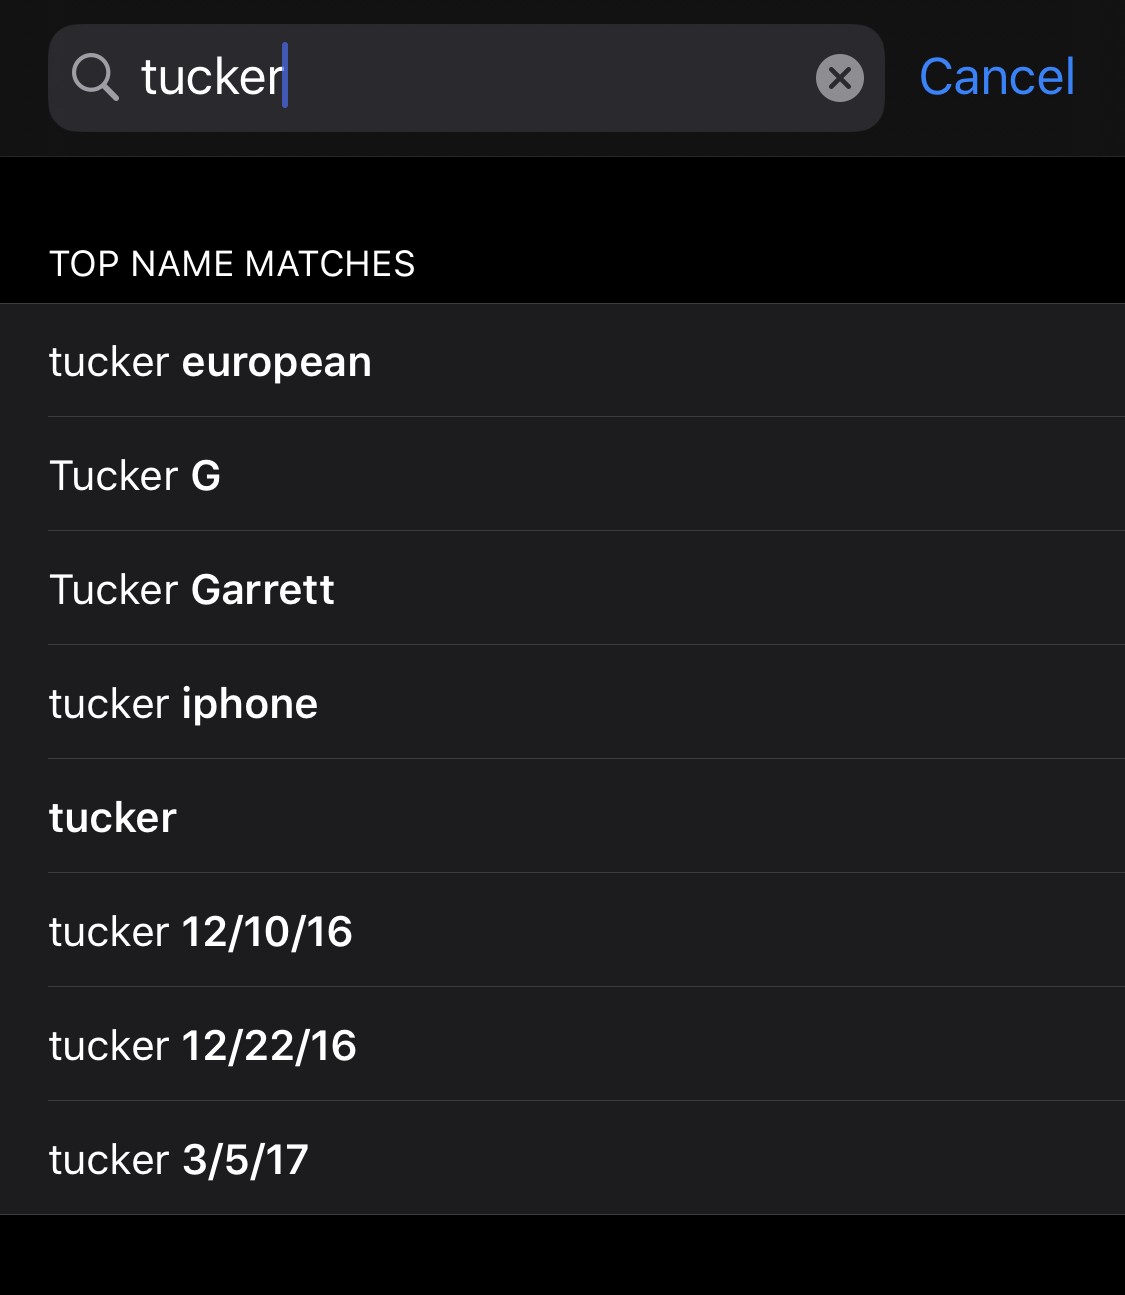 tucker
Cancel
TOP NAME MATCHES
tucker european
Tucker G
Tucker Garrett
tucker iphone
tucker
tucker 12/10/16
tucker 12/22/16
tucker 3/5/17